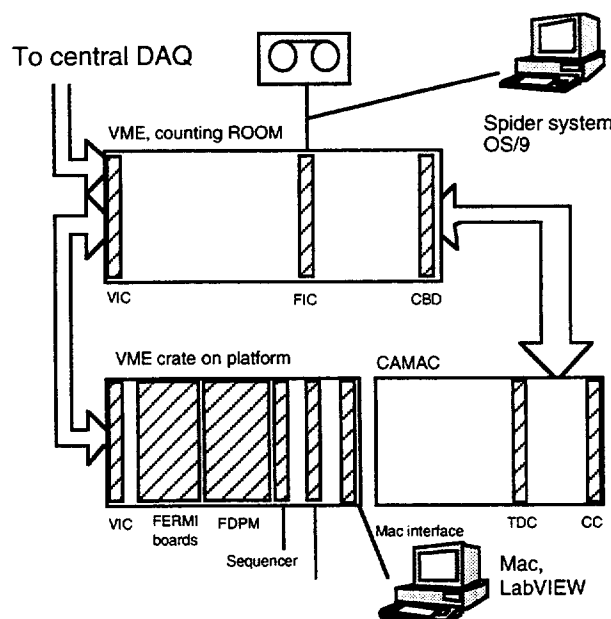 To central DAQ
VME, counting ROOM
Spider system
OS/9
VIC
FIC
CBD
VME crate on platform
CAMAC
VIC
FERMI
boards
FDPM
Sequencer
Mac interface
TDC
CC
Mac,
LabVIEW